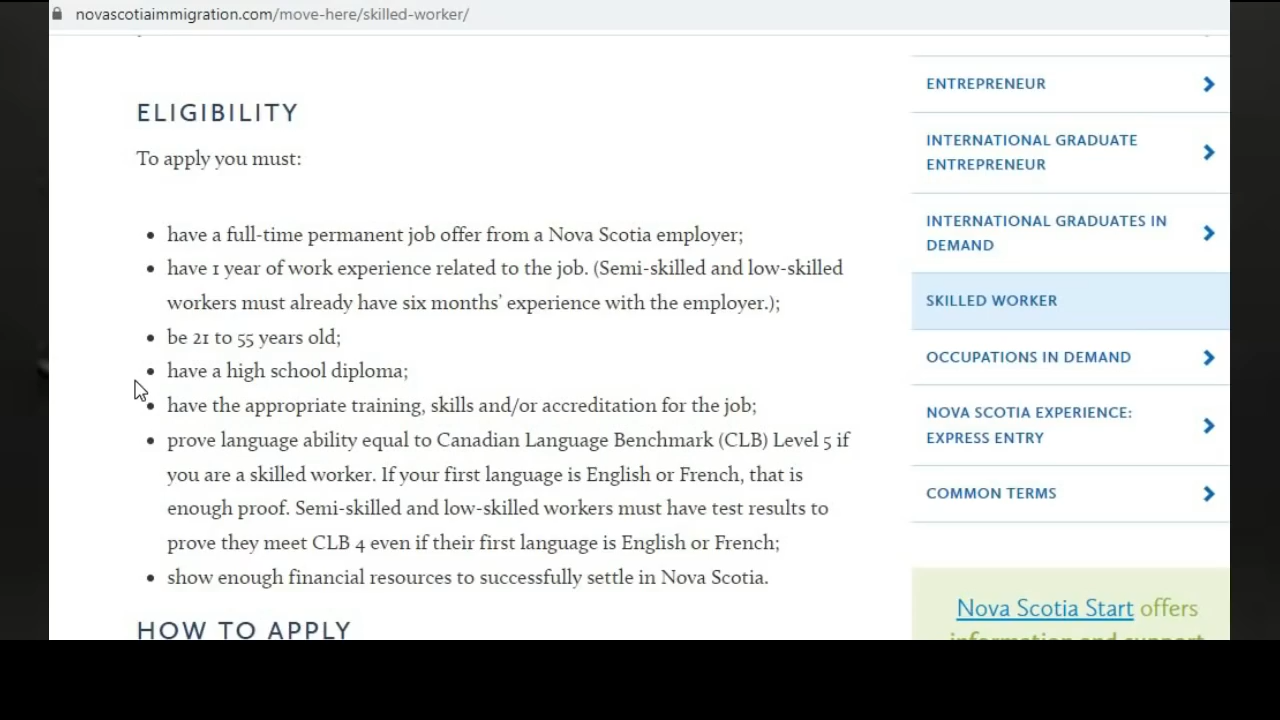 novascotiaimmigration.com/move-here/skilled-worker/
ELIGIBILITY
To apply you must:
have a full-time permanent job offer from a Nova Scotia employer;
have 1 year of work experience related to the job. (Semi-skilled and low-skilled
workers must already have six months' experience with the employer.);
be 21 to 55 years old;
have a high school diploma;
have the appropriate training, skills and/or accreditation for the job;
prove language ability equal to Canadian Language Benchmark (CLB) Level 5 if
you are a skilled worker. If your first language is English or French, that is
enough proof. Semi-skilled and low-skilled workers must have test results to
prove they meet CLB 4 even if their first language is English or French;
show enough financial resources to successfully settle in Nova Scotia.
HOW TO APPLY
ENTREPRENEUR
INTERNATIONAL GRADUATE
ENTREPRENEUR
INTERNATIONAL GRADUATES IN
DEMAND
SKILLED WORKER
OCCUPATIONS IN DEMAND
NOVA SCOTIA EXPERIENCE:
EXPRESS ENTRY
COMMON TERMS
Nova Scotia Start offers
information and support